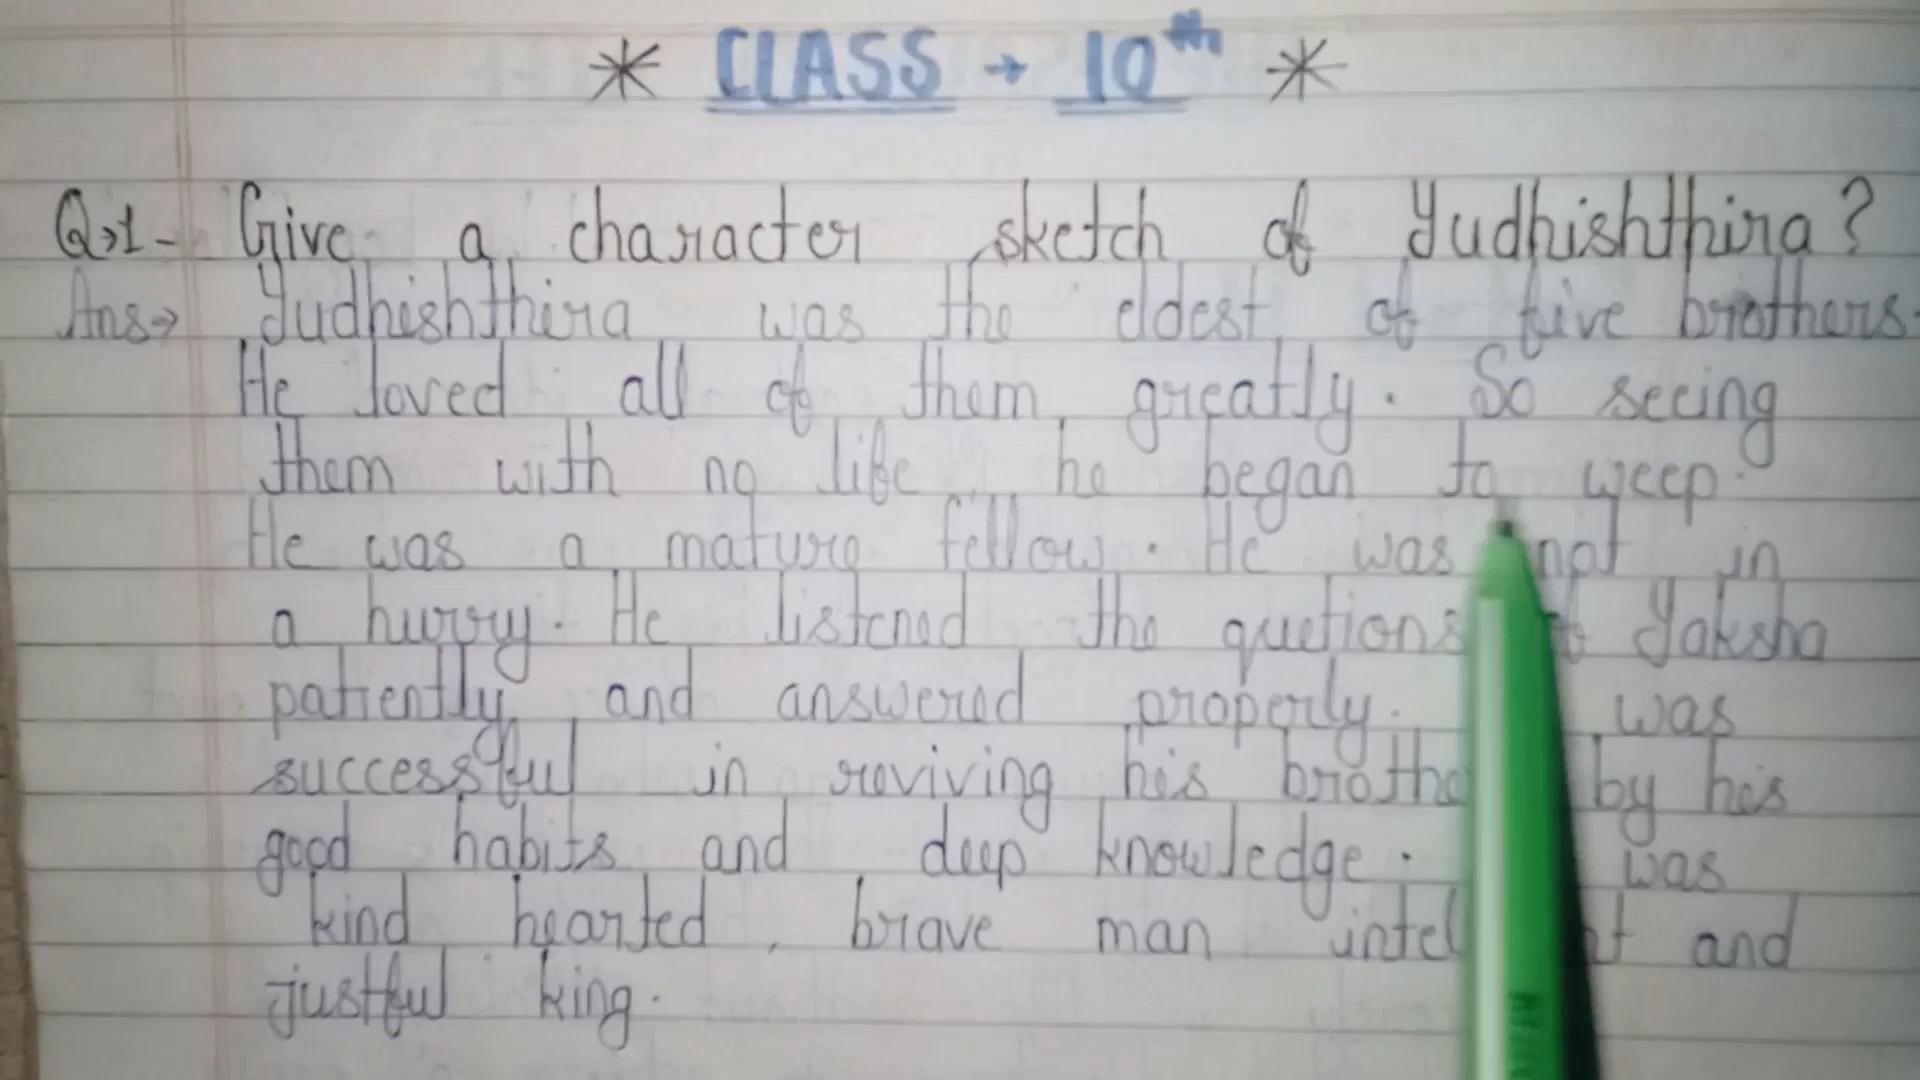 * CLASS → 10th *
Q→1- Give a character sketch of Yudhishthira?
Ans→ Yudhishthira was the eldest of five brothers.
He loved all of them greatly. So seeing
them with no life he began to weep.
He was a mature fellow. He was not in
a hurry. He listened the quetions of Yaksha
patiently and answered properly. was
successful in reviving his by his
good habits and deep knowledge. was
kind hearted, brave man and
justful king.